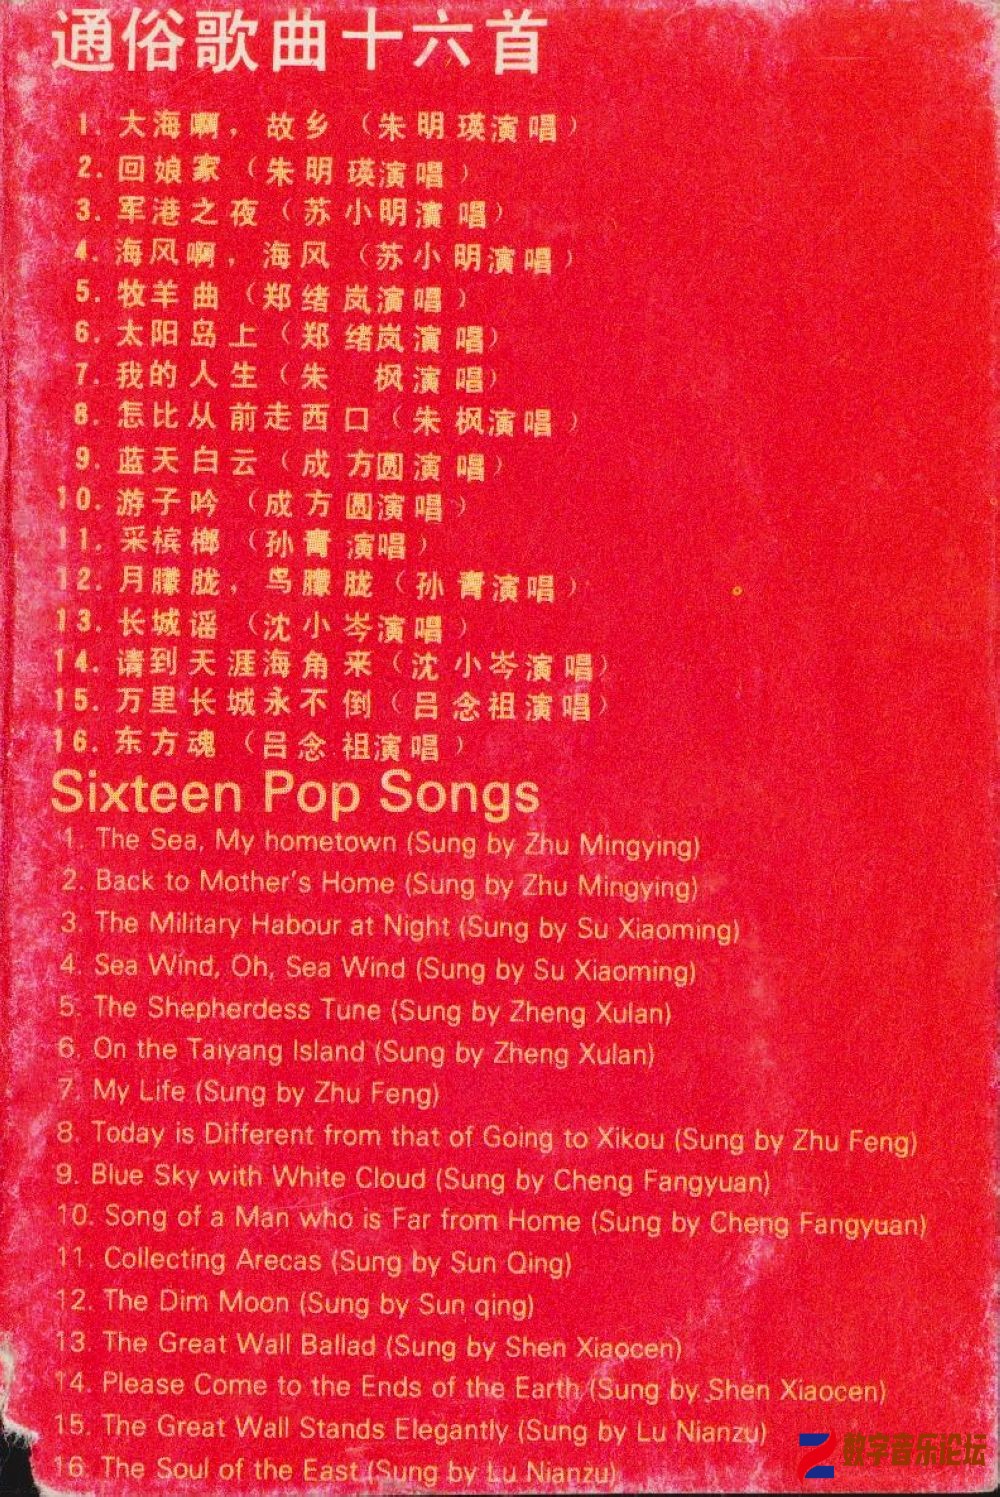 通俗歌曲十六首
1. 大海啊，故乡（朱明瑛演唱）
2. 回娘家（朱明瑛演唱）
3. 军港之夜（苏小明演唱）
4. 海风啊，海风（苏小明演唱）
5. 牧羊曲（郑绪岚演唱）
6. 太阳岛上（郑绪岚演唱）
7. 我的人生（朱 枫演唱）
8. 怎比从前走西口（朱枫演唱）
9. 蓝天白云（成方圆演唱）
10. 游子吟（成方圆演唱）
11. 采槟榔（孙青演唱）
12. 月朦胧，鸟朦胧（孙青演唱）
13. 长城谣（沈小岑演唱）
14. 请到天涯海角来（沈小岑演唱）
15. 万里长城永不倒（吕念祖演唱）
16. 东方魂（吕念祖演唱）
Sixteen Pop Songs
1. The Sea, My hometown (Sung by Zhu Mingying)
2. Back to Mother's Home (Sung by Zhu Mingying)
3. The Military Habour at Night (Sung by Su Xiaoming)
4. Sea Wind, Oh, Sea Wind (Sung by Su Xiaoming)
5. The Shepherdess Tune (Sung by Zheng Xulan)
6. On the Taiyang Island (Sung by Zheng Xulan)
7. My Life (Sung by Zhu Feng)
8. Today is Different from that of Going to Xikou (Sung by Zhu Feng)
9. Blue Sky with White Cloud (Sung by Cheng Fangyuan)
10. Song of a Man who is Far from Home (Sung by Cheng Fangyuan)
11. Collecting Arecas (Sung by Sun Qing)
12. The Dim Moon (Sung by Sun qing)
13. The Great Wall Ballad (Sung by Shen Xiaocen)
14. Please Come to the Ends of the Earth (Sung by Shen Xiaocen)
15. The Great Wall Stands Elegantly (Sung by Lu Nianzu)
16. The Soul of the East (Sung by Lu Nianzu)
数字音乐论坛